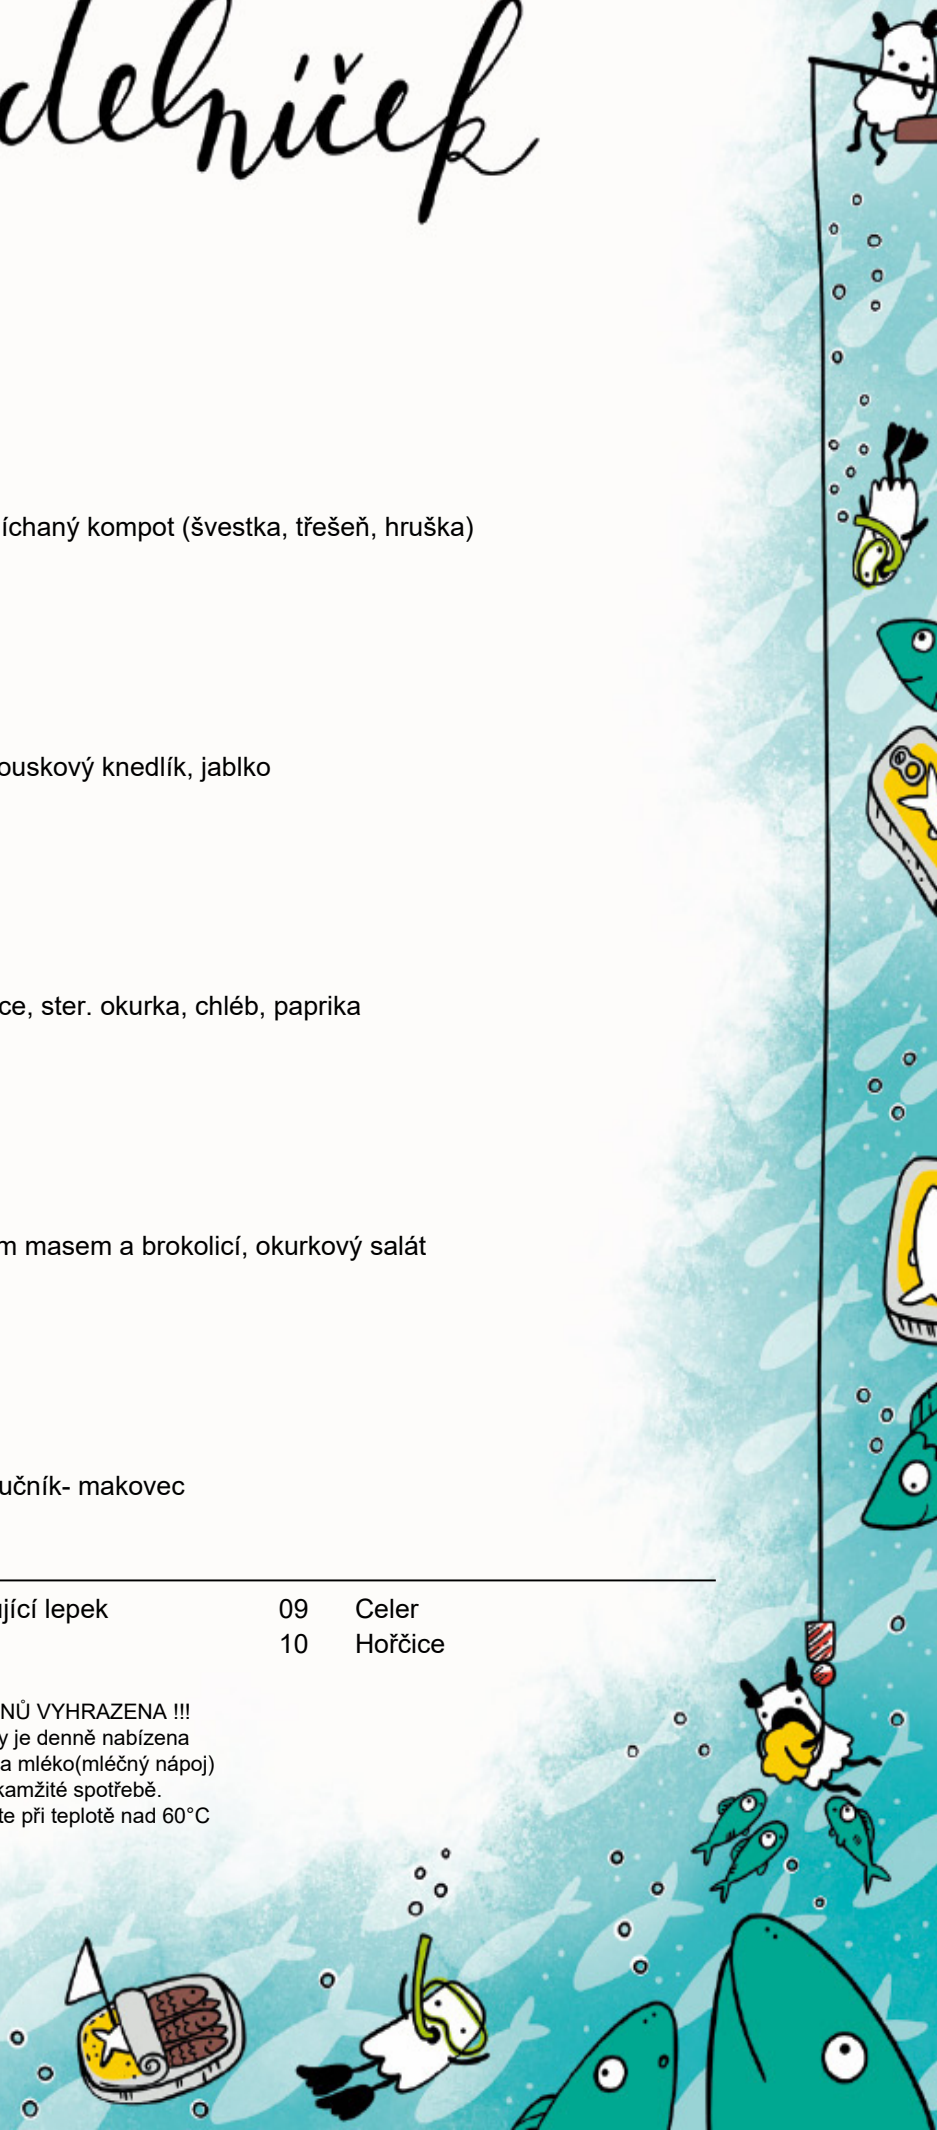 delníček
íchaný kompot (švestka, třešeň, hruška)
ouskový knedlík, jablko
ce, ster. okurka, chléb, paprika
m masem a brokolicí, okurkový salát
učník- makovec
jící lepek 09 Celer
10 Hořčice
NŮ VYHRAZENA !!!
y je denně nabízena
a mléko(mléčný nápoj)
kamžité spotřebě.
te při teplotě nad 60°C